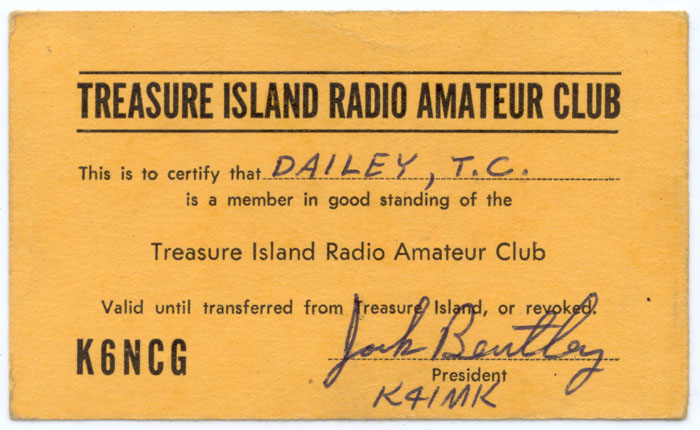 TREASURE ISLAND RADIO AMATEUR CLUB
This is to certify that DAILEY, T.C.
is a member in good standing of the
Treasure Island Radio Amateur Club
Valid until transferred from Treasure Island, or revoked.
K6NCG
Jack Bentley
President
K4IMK